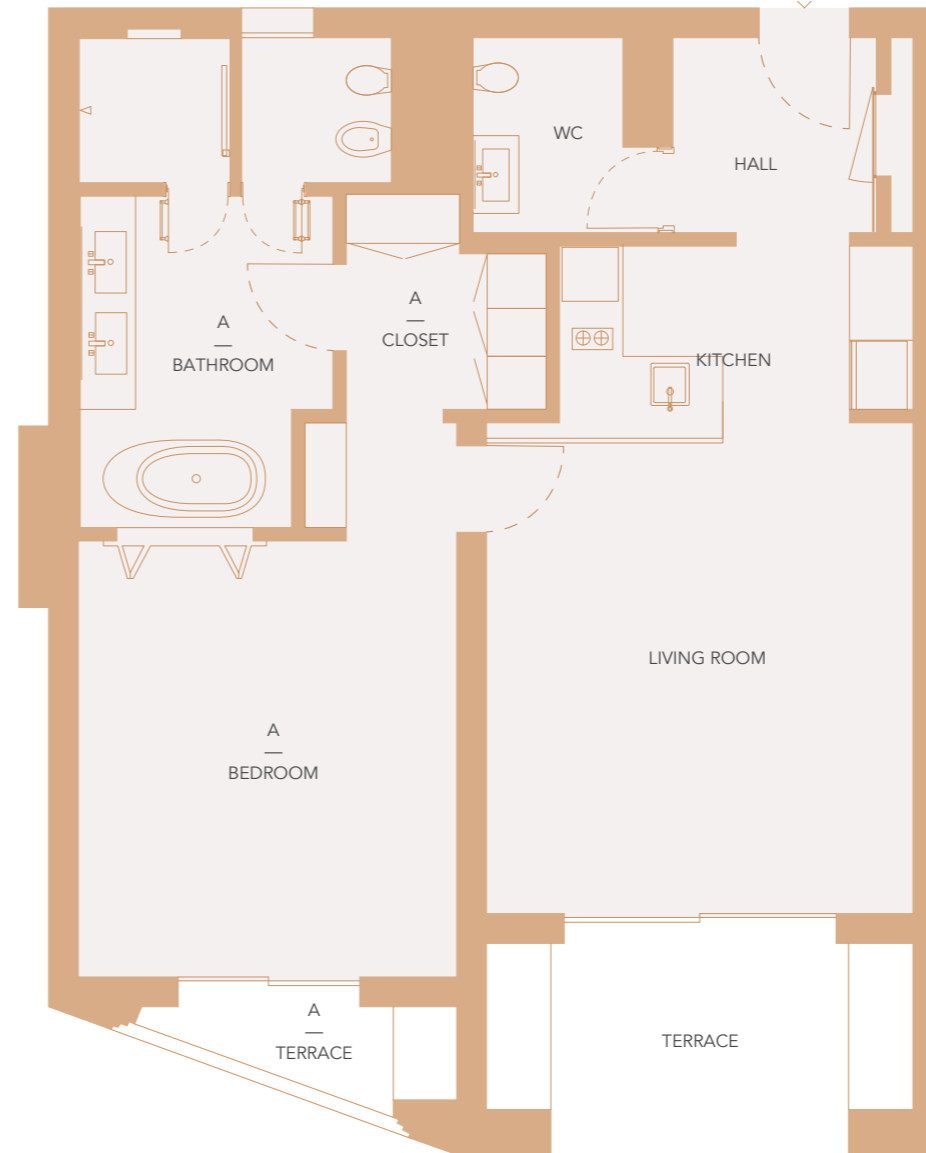 WC
HALL
A
CLOSET
A
BATHROOM
KITCHEN
LIVING ROOM
A
BEDROOM
A
TERRACE
TERRACE